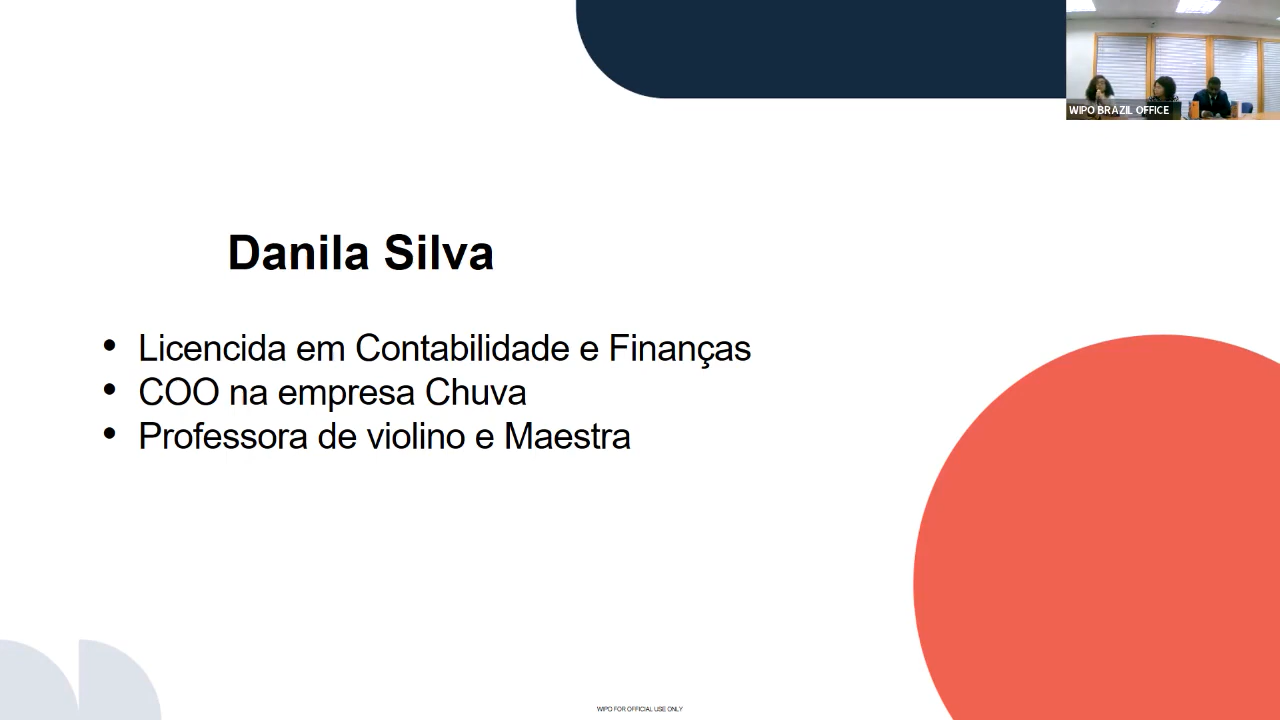 WIPO BRAZIL OFFICE
Danila Silva
• Licencida em Contabilidade e Finanças
• COO na empresa Chuva
• Professora de violino e Maestra
WIPO FOR OFFICIAL USE ONLY